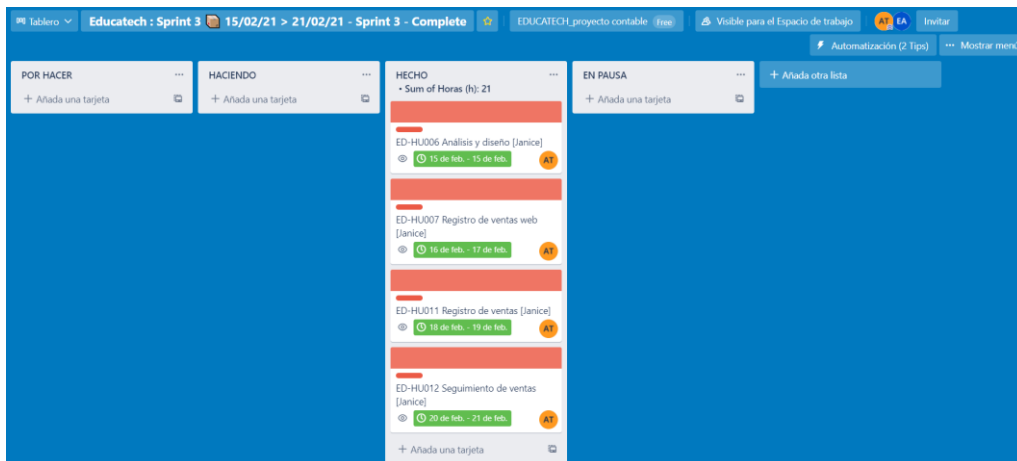 Tablero
Educatech : Sprint 3 15/02/21 > 21/02/21 - Sprint 3 - Complete
EDUCATECH_proyecto contable Free
Visible para el Espacio de trabajo
AT EA
Invitar
Automatización (2 Tips)
... Mostrar menú
POR HACER ...
+ Añada una tarjeta
HACIENDO ...
+ Añada una tarjeta
HECHO ...
• Sum of Horas (h): 21
ED-HU006 Análisis y diseño [Janice]
15 de feb. - 15 de feb.
AT
ED-HU007 Registro de ventas web
[Janice]
16 de feb. - 17 de feb.
AT
ED-HU011 Registro de ventas [Janice]
18 de feb. - 19 de feb.
AT
ED-HU012 Seguimiento de ventas
[Janice]
20 de feb. - 21 de feb.
AT
+ Añada una tarjeta
EN PAUSA ...
+ Añada una tarjeta
+ Añada otra lista